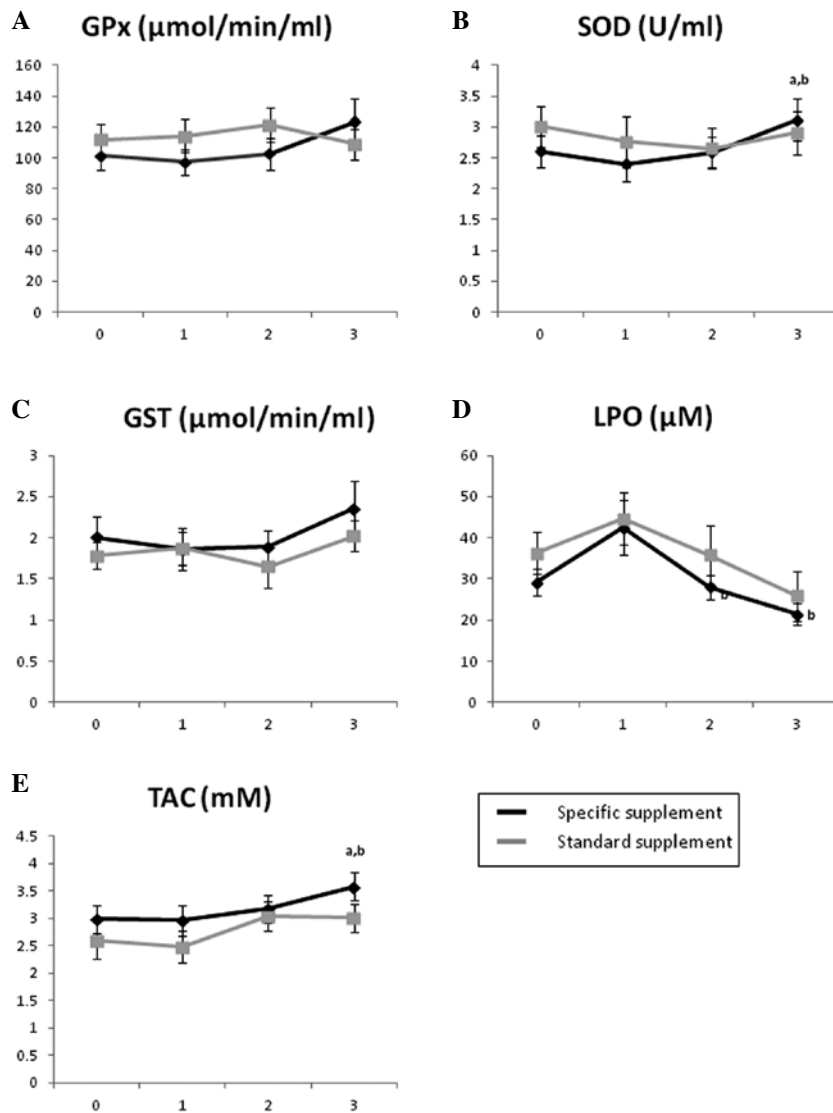 A
GPx (µmol/min/ml)
160
140
120
100
80
60
40
20
0
0 1 2 3
B
SOD (U/ml)
4
3.5
3
2.5
2
1.5
1
0.5
0
a,b
0 1 2 3
C
GST (µmol/min/ml)
3
2.5
2
1.5
1
0.5
0
0 1 2 3
D
LPO (µM)
60
50
40
30
20
10
0
b
b
0 1 2 3
E
TAC (mM)
4.5
4
3.5
3
2.5
2
1.5
1
0.5
0
a,b
0 1 2 3
Specific supplement
Standard supplement